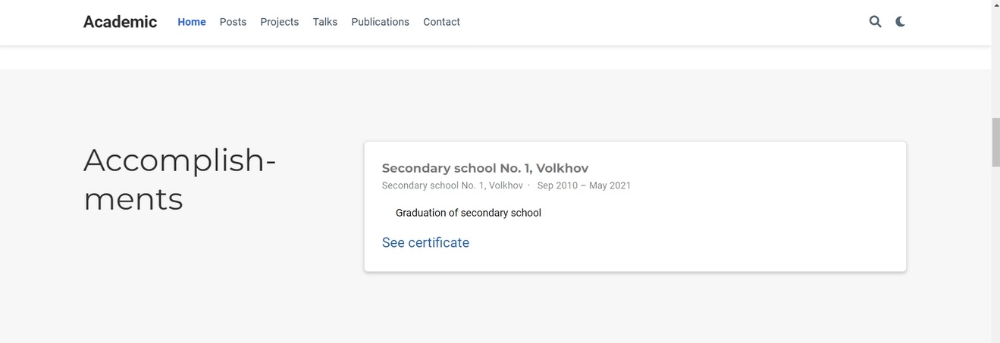 Academic Home Posts Projects Talks Publications Contact
Accomplish-
ments
Secondary school No. 1, Volkhov
Secondary school No. 1, Volkhov · Sep 2010 – May 2021
Graduation of secondary school
See certificate